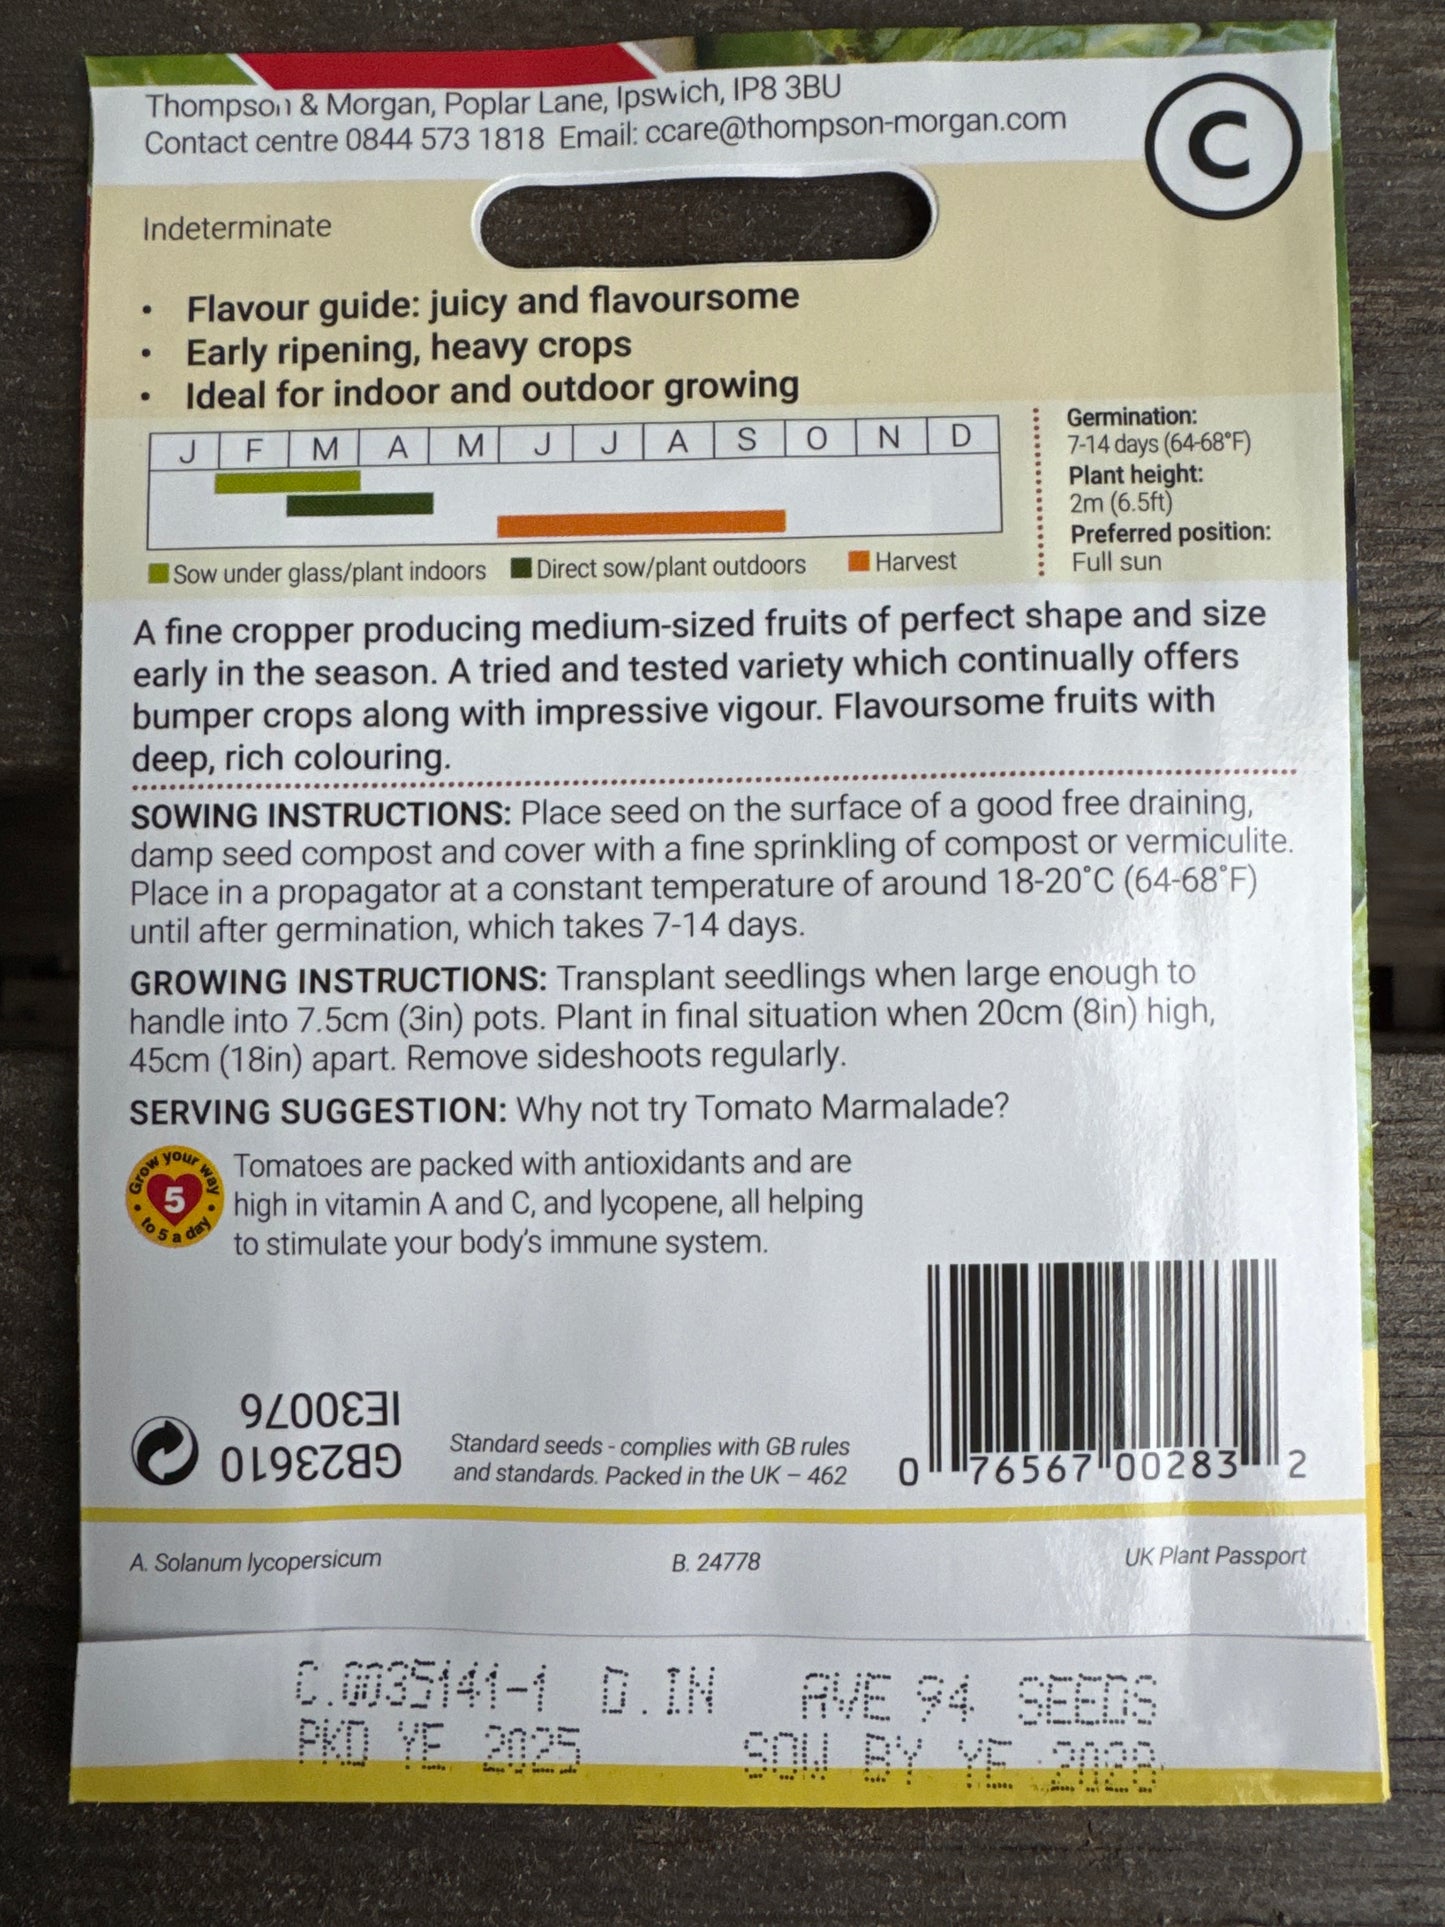 Thompson & Morgan, Poplar Lane, Ipswich, IP8 3BU
Contact centre 0844 573 1818 Email: ccare@thompson-morgan.com
C
Indeterminate
• Flavour guide: juicy and flavoursome
• Early ripening, heavy crops
• Ideal for indoor and outdoor growing
J F M A M J J A S O N D
Sow under glass/plant indoors Direct sow/plant outdoors Harvest
Germination:
7-14 days (64-68°F)
Plant height:
2m (6.5ft)
Preferred position:
Full sun
A fine cropper producing medium-sized fruits of perfect shape and size
early in the season. A tried and tested variety which continually offers
bumper crops along with impressive vigour. Flavoursome fruits with
deep, rich colouring.
SOWING INSTRUCTIONS: Place seed on the surface of a good free draining,
damp seed compost and cover with a fine sprinkling of compost or vermiculite.
Place in a propagator at a constant temperature of around 18-20°C (64-68°F)
until after germination, which takes 7-14 days.
GROWING INSTRUCTIONS: Transplant seedlings when large enough to
handle into 7.5cm (3in) pots. Plant in final situation when 20cm (8in) high,
45cm (18in) apart. Remove sideshoots regularly.
SERVING SUGGESTION: Why not try Tomato Marmalade?
Grow your way
5
to 5 a day
Tomatoes are packed with antioxidants and are
high in vitamin A and C, and lycopene, all helping
to stimulate your body's immune system.
GB23610
IE30076
Standard seeds - complies with GB rules
and standards. Packed in the UK – 462
0 76567 00283 2
A. Solanum lycopersicum B. 24778 UK Plant Passport
C.0035141-1 D.IN AVE 94 SEEDS
PKD YE 2025 SOW BY YE 2028